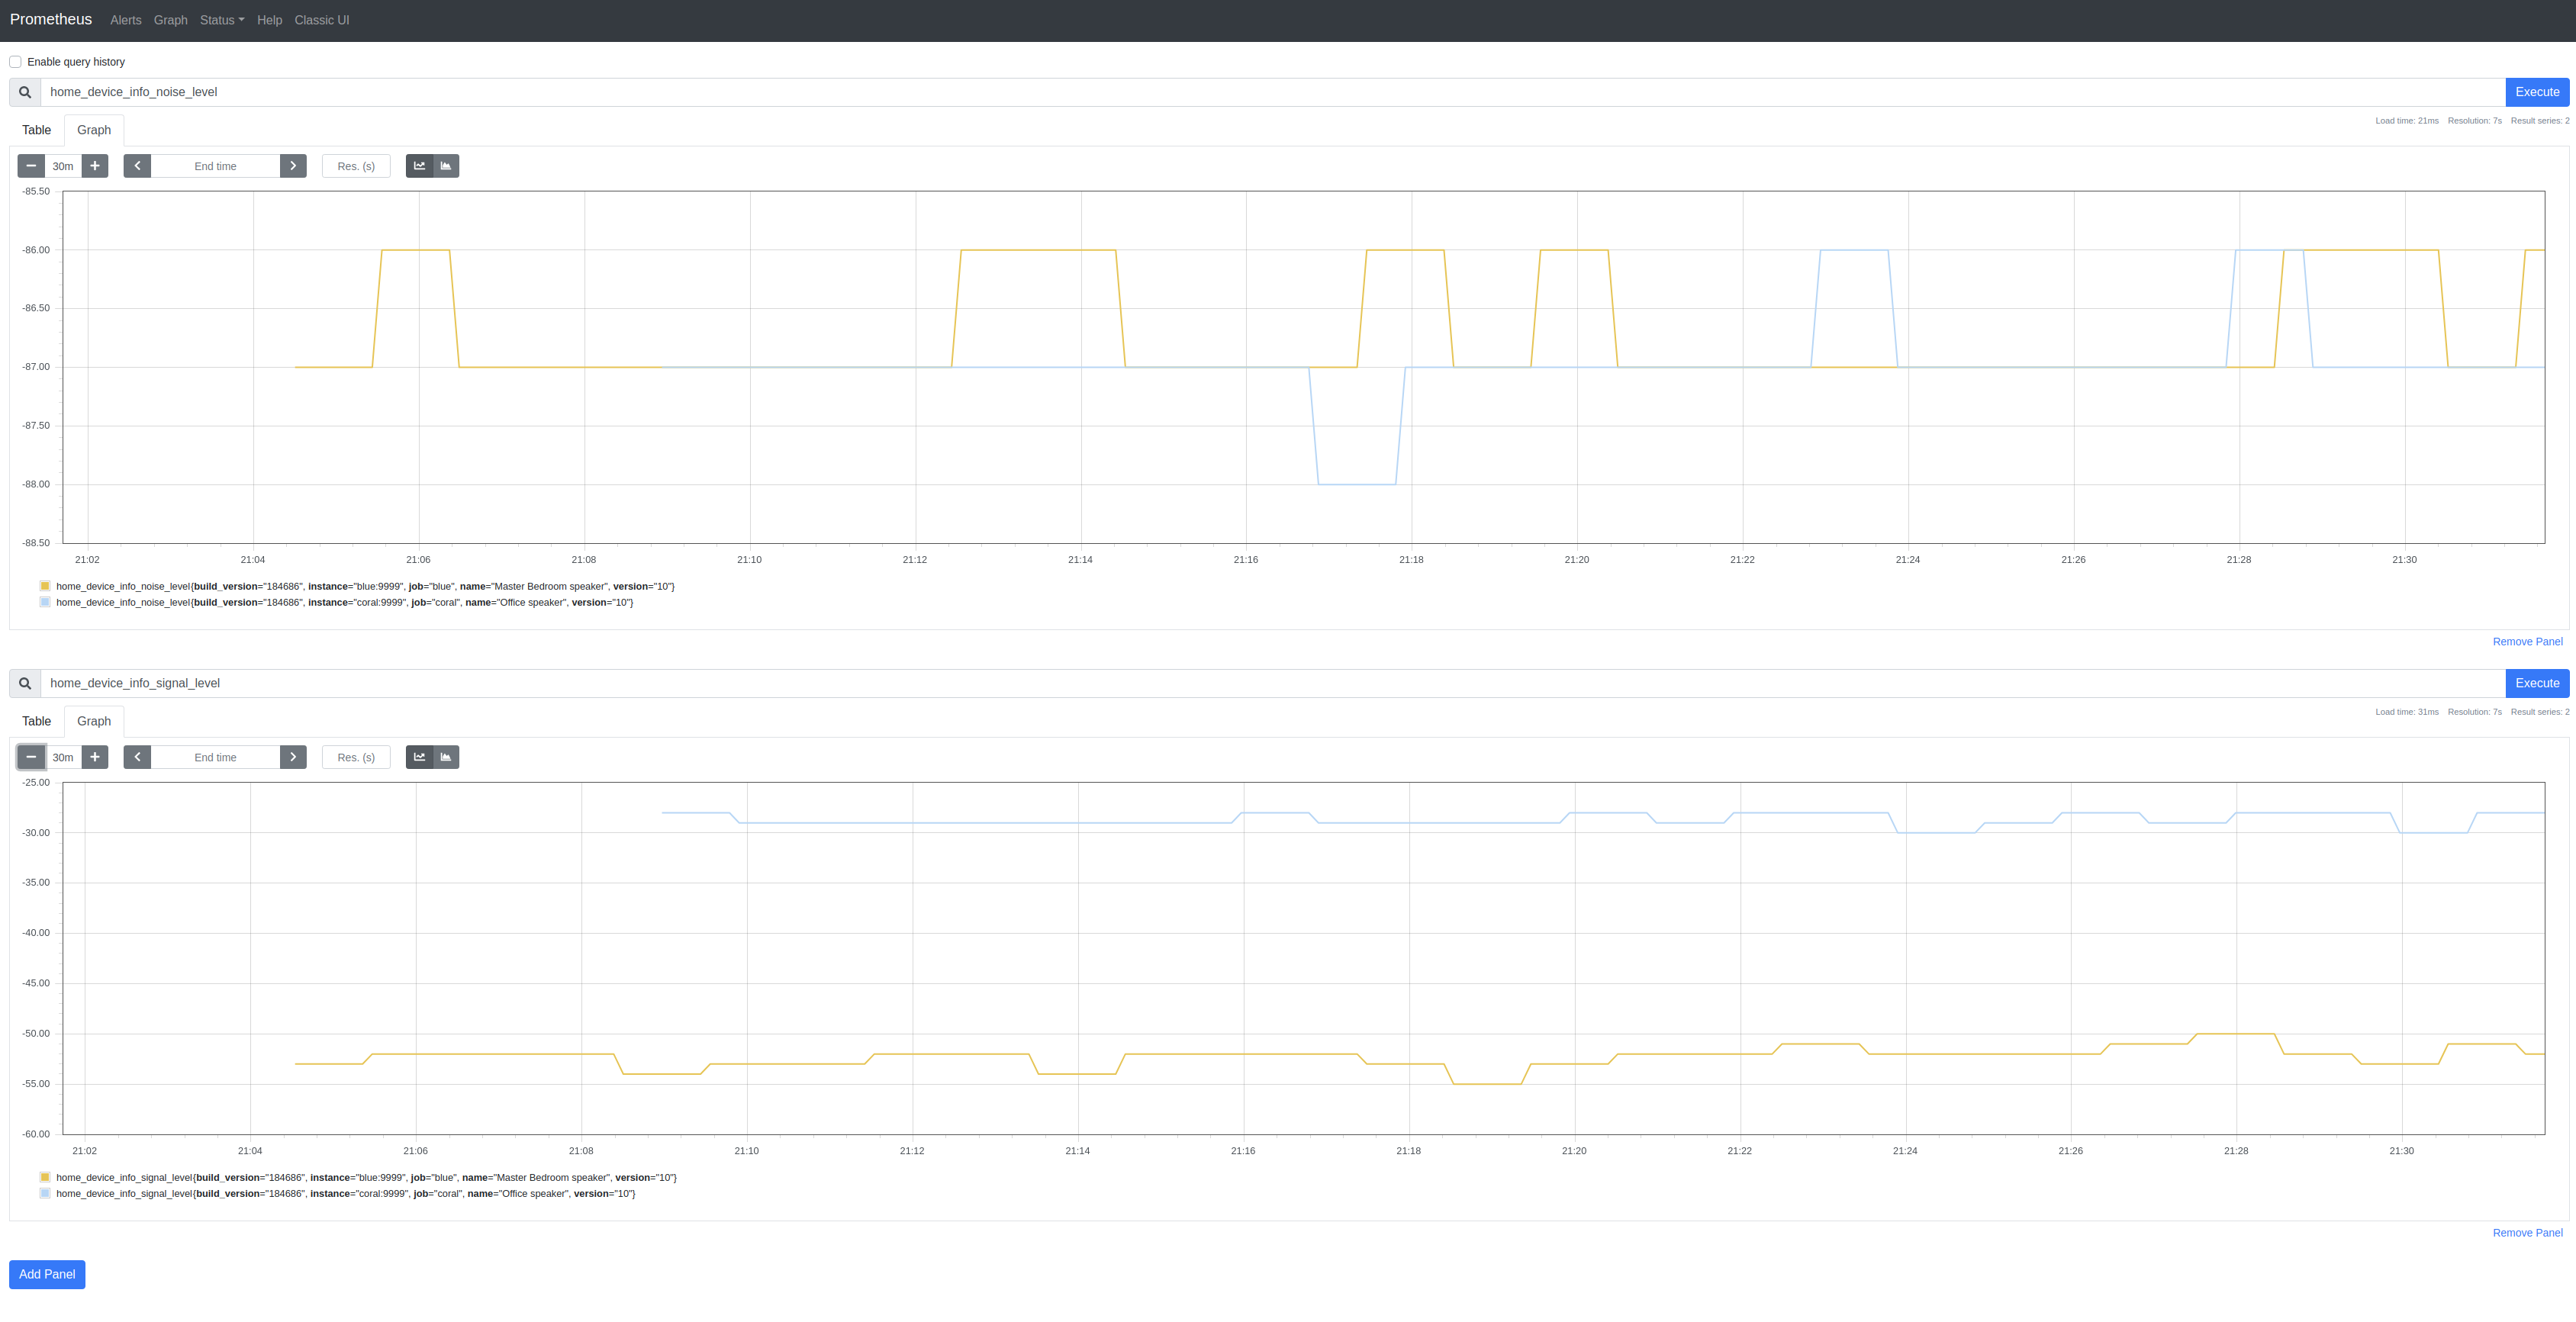 Prometheus Alerts Graph Status Help Classic UI
Enable query history
home_device_info_noise_level Execute
Table Graph Load time: 21ms Resolution: 7s Result series: 2
30m End time Res. (s)
-85.50
-86.00
-86.50
-87.00
-87.50
-88.00
-88.50
21:02 21:04 21:06 21:08 21:10 21:12 21:14 21:16 21:18 21:20 21:22 21:24 21:26 21:28 21:30
home_device_info_noise_level{build_version="184686", instance="blue:9999", job="blue", name="Master Bedroom speaker", version="10"}
home_device_info_noise_level{build_version="184686", instance="coral:9999", job="coral", name="Office speaker", version="10"}
Remove Panel
home_device_info_signal_level Execute
Table Graph Load time: 31ms Resolution: 7s Result series: 2
30m End time Res. (s)
-25.00
-30.00
-35.00
-40.00
-45.00
-50.00
-55.00
-60.00
21:02 21:04 21:06 21:08 21:10 21:12 21:14 21:16 21:18 21:20 21:22 21:24 21:26 21:28 21:30
home_device_info_signal_level{build_version="184686", instance="blue:9999", job="blue", name="Master Bedroom speaker", version="10"}
home_device_info_signal_level{build_version="184686", instance="coral:9999", job="coral", name="Office speaker", version="10"}
Remove Panel
Add Panel